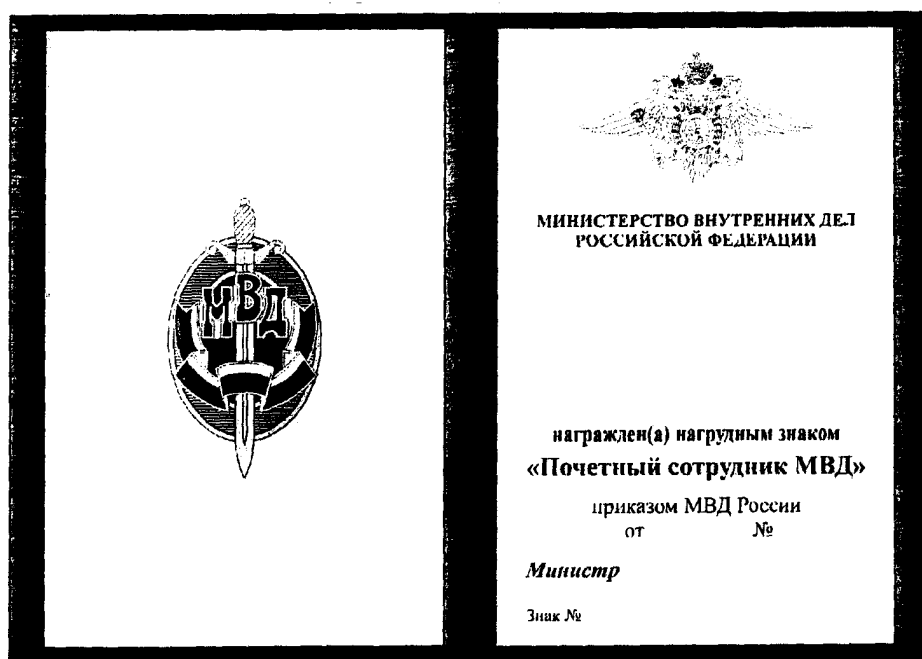 МВД
МИНИСТЕРСТВО ВНУТРЕННИХ ДЕЛ
РОССИЙСКОЙ ФЕДЕРАЦИИ
награжден(а) нагрудным знаком
«Почетный сотрудник МВД»
приказом МВД России
от №
Министр
Знак №